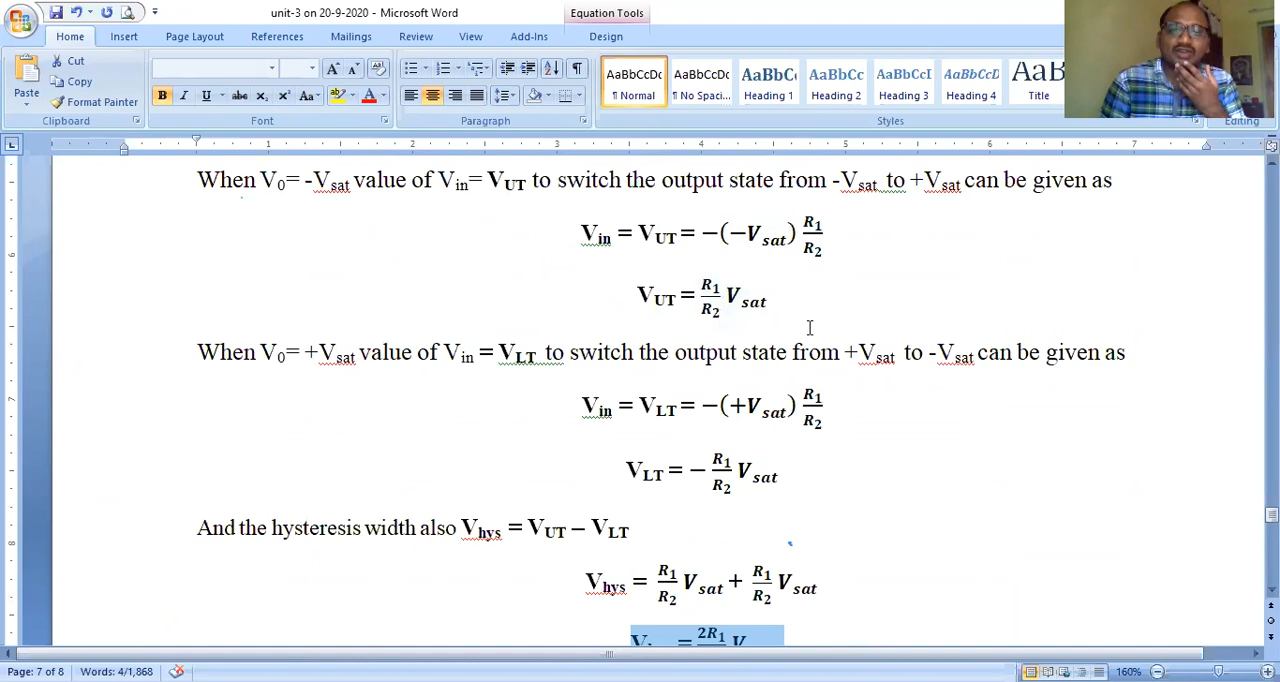 unit-3 on 20-9-2020 - Microsoft Word
Equation Tools
Home Insert Page Layout References Mailings Review View Add-Ins Design
Paste
Cut
Copy
Format Painter
Clipboard
Font
Paragraph
AaBbCcDc AaBbCcDc AaBbC AaBbCc AaBbCcI AaBbCcI AaB
¶ Normal ¶ No Spaci... Heading 1 Heading 2 Heading 3 Heading 4 Title
Styles
Editing
When V₀= -Vsat value of Vin= VUT to switch the output state from -Vsat to +Vsat can be given as
Vin = VUT = −(−Vsat) R₁/R₂
VUT = R₁/R₂ Vsat
When V₀= +Vsat value of Vin = VLT to switch the output state from +Vsat to -Vsat can be given as
Vin = VLT = −(+Vsat) R₁/R₂
VLT = − R₁/R₂ Vsat
And the hysteresis width also Vhys = VUT − VLT
Vhys = R₁/R₂ Vsat + R₁/R₂ Vsat
Page: 7 of 8 Words: 4/1,868 160%